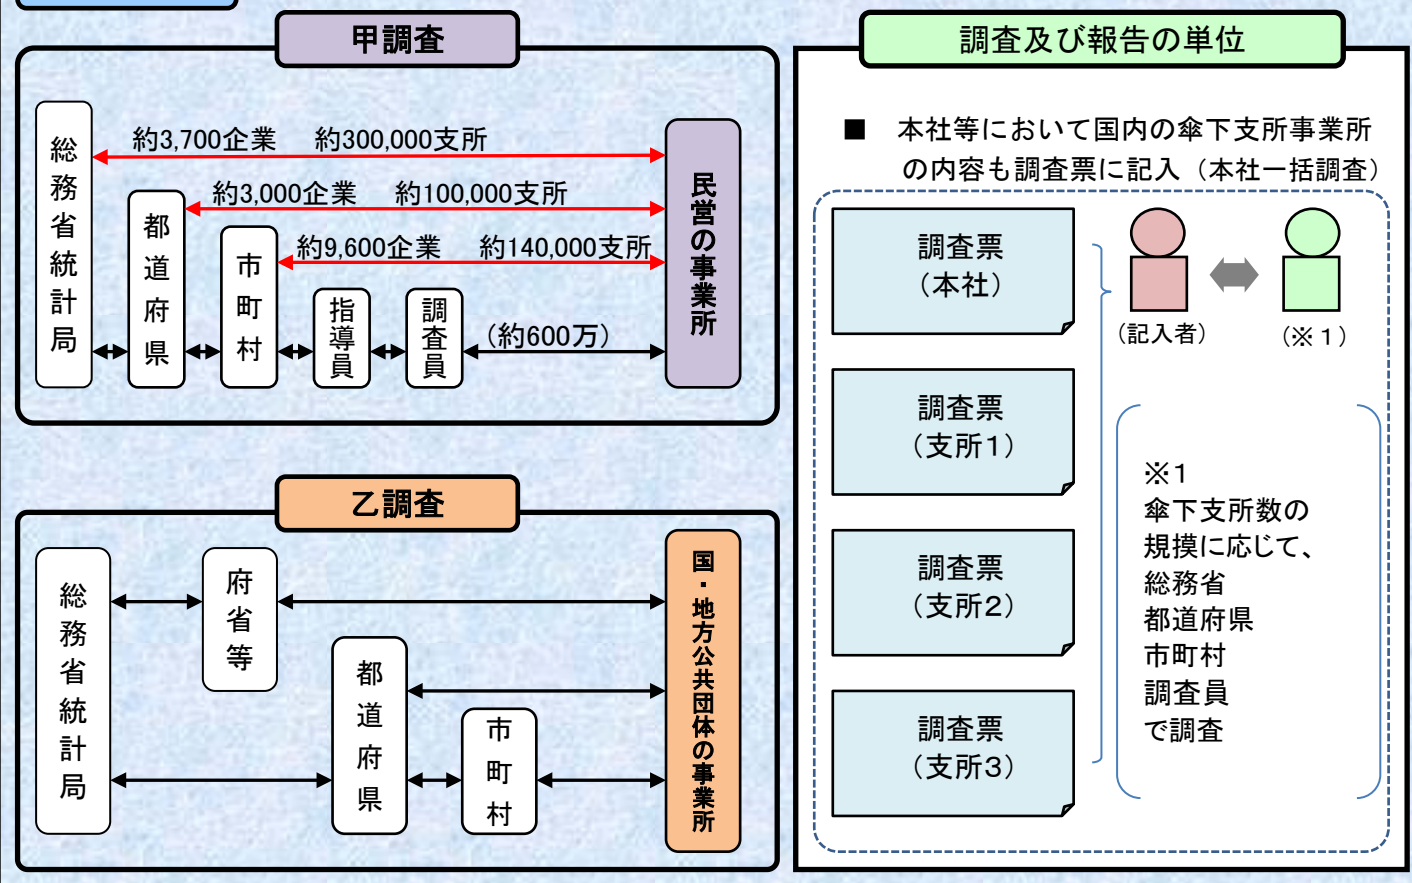 甲調査
総務省統計局
約3,700企業　約300,000支所
都道府県
約3,000企業　約100,000支所
市町村
約9,600企業　約140,000支所
指導員
調査員
(約600万)
民営の事業所
乙調査
総務省統計局
府省等
都道府県
市町村
国・地方公共団体の事業所
調査及び報告の単位
■　本社等において国内の傘下支所事業所
の内容も調査票に記入（本社一括調査）
調査票
（本社）
調査票
（支所1）
調査票
（支所2）
調査票
（支所3）
（記入者）
（※1）
※1
傘下支所数の
規摸に応じて、
総務省
都道府県
市町村
調査員
で調査